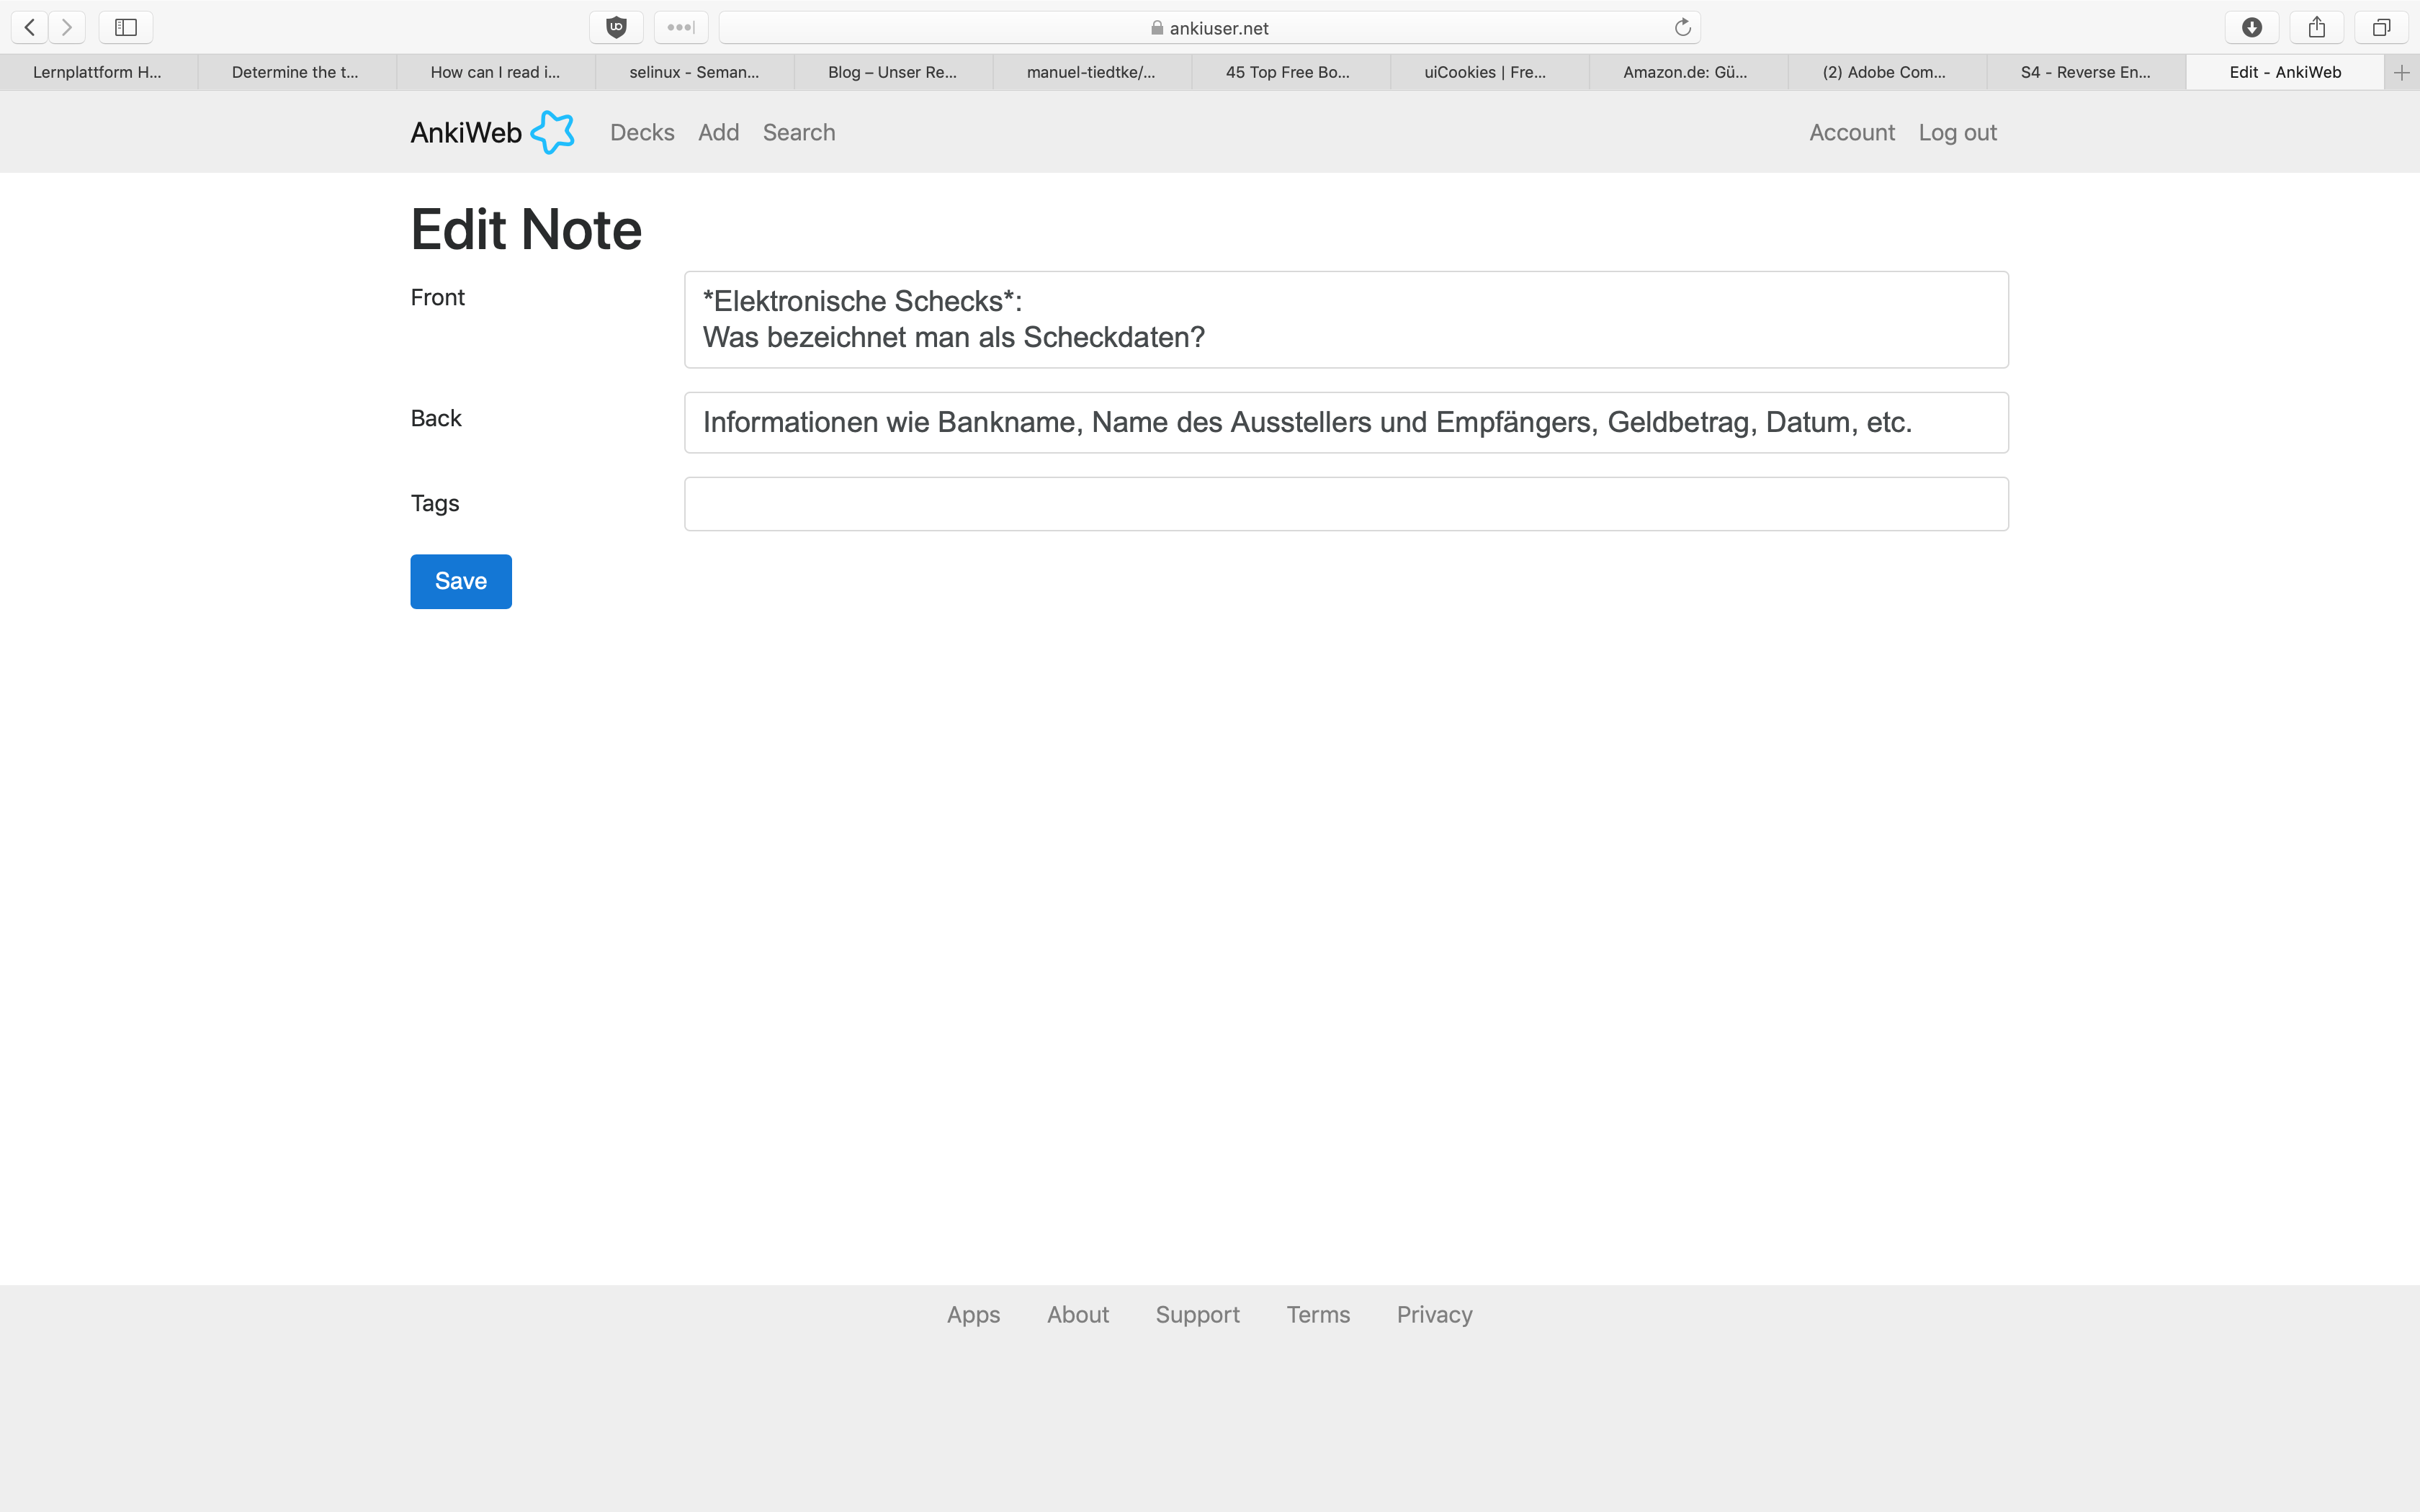 ankiuser.net
Lernplattform H...
Determine the t...
How can I read i...
selinux - Seman...
Blog – Unser Re...
manuel-tiedtke/...
45 Top Free Bo...
uiCookies | Fre...
Amazon.de: Gü...
(2) Adobe Com...
S4 - Reverse En...
Edit - AnkiWeb
AnkiWeb Decks Add Search Account Log out
Edit Note
Front
*Elektronische Schecks*:
Was bezeichnet man als Scheckdaten?
Back
Informationen wie Bankname, Name des Ausstellers und Empfängers, Geldbetrag, Datum, etc.
Tags
Save
Apps About Support Terms Privacy